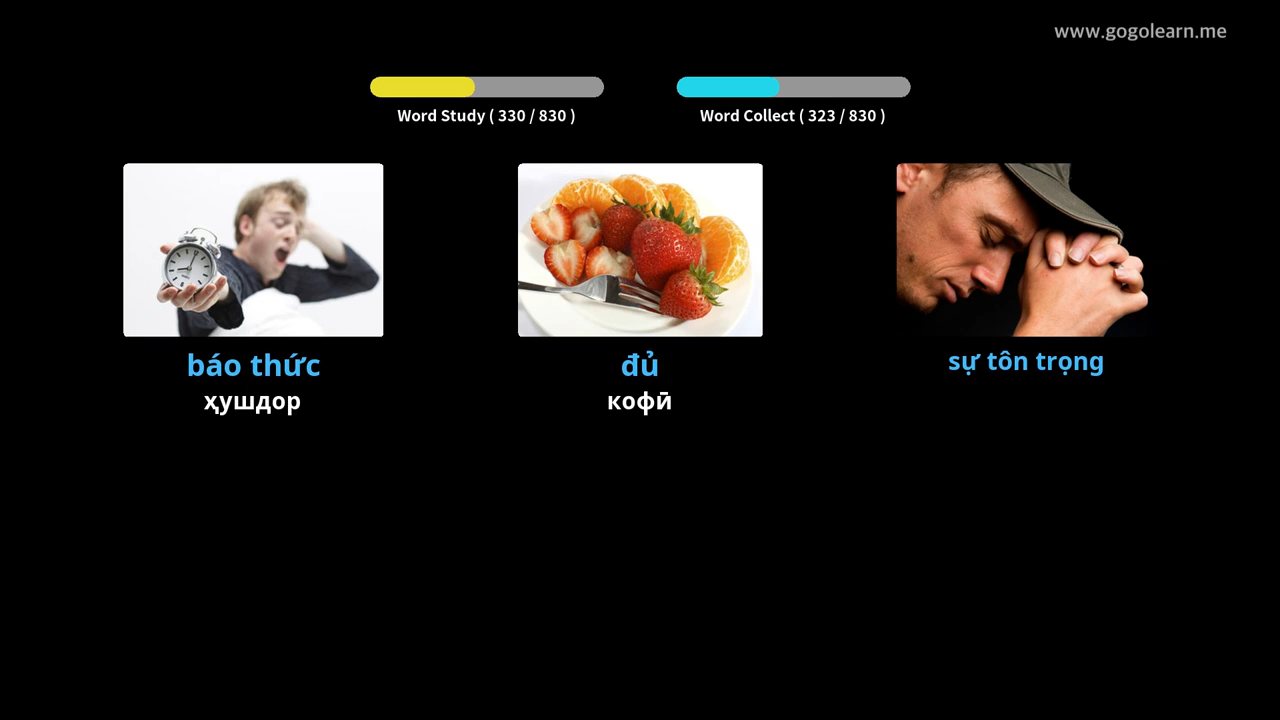 www.gogolearn.me
Word Study ( 330 / 830 )
Word Collect ( 323 / 830 )
báo thức
ҳушдор
đủ
кофӣ
sự tôn trọng